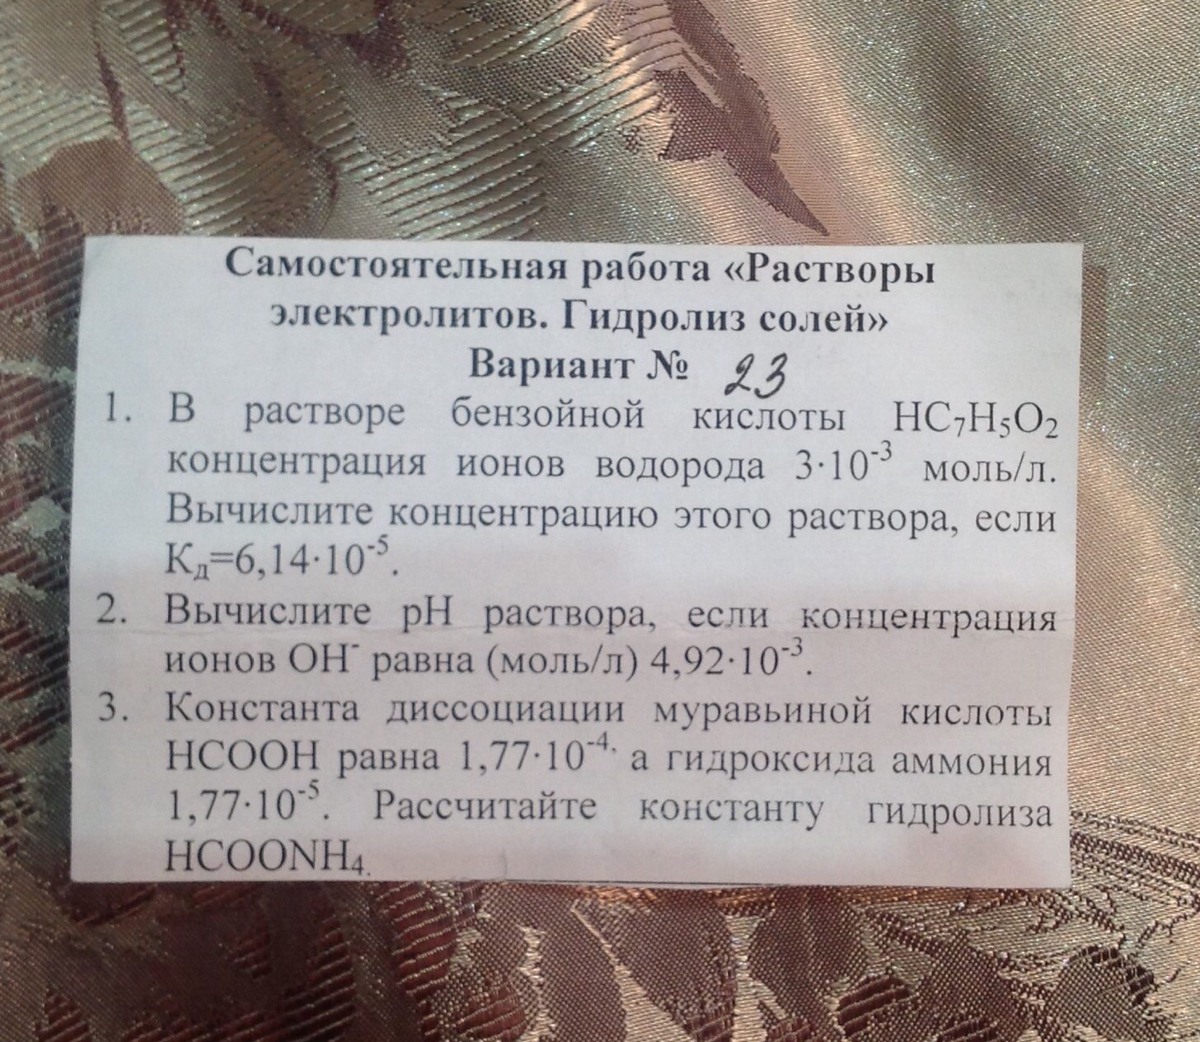 Самостоятельная работа «Растворы
электролитов. Гидролиз солей»
Вариант № 23
1. В растворе бензойной кислоты HC₇H₅O₂
концентрация ионов водорода 3·10⁻³ моль/л.
Вычислите концентрацию этого раствора, если
Kд=6,14·10⁻⁵.
2. Вычислите pH раствора, если концентрация
ионов OH⁻ равна (моль/л) 4,92·10⁻³.
3. Константа диссоциации муравьиной кислоты
HCOOH равна 1,77·10⁻⁴, а гидроксида аммония
1,77·10⁻⁵. Рассчитайте константу гидролиза
HCOONH₄.